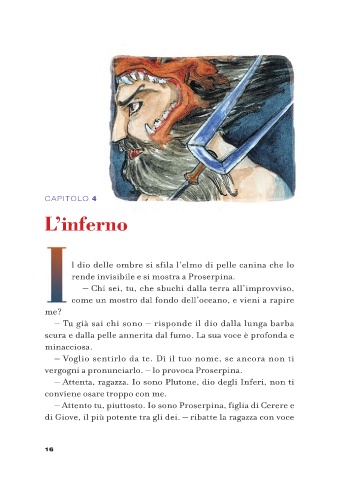 CAPITOLO 4
L'inferno
Il dio delle ombre si sfila l'elmo di pelle canina che lo
rende invisibile e si mostra a Proserpina.
— Chi sei, tu, che sbuchi dalla terra all'improvviso,
come un mostro dal fondo dell'oceano, e vieni a rapire
me?
— Tu già sai chi sono — risponde il dio dalla lunga barba
scura e dalla pelle annerita dal fumo. La sua voce è profonda e
minacciosa.
— Voglio sentirlo da te. Dì il tuo nome, se ancora non ti
vergogni a pronunciarlo. — lo provoca Proserpina.
— Attenta, ragazza. Io sono Plutone, dio degli Inferi, non ti
conviene osare troppo con me.
— Attento tu, piuttosto. Io sono Proserpina, figlia di Cerere e
di Giove, il più potente tra gli dei. — ribatte la ragazza con voce
16